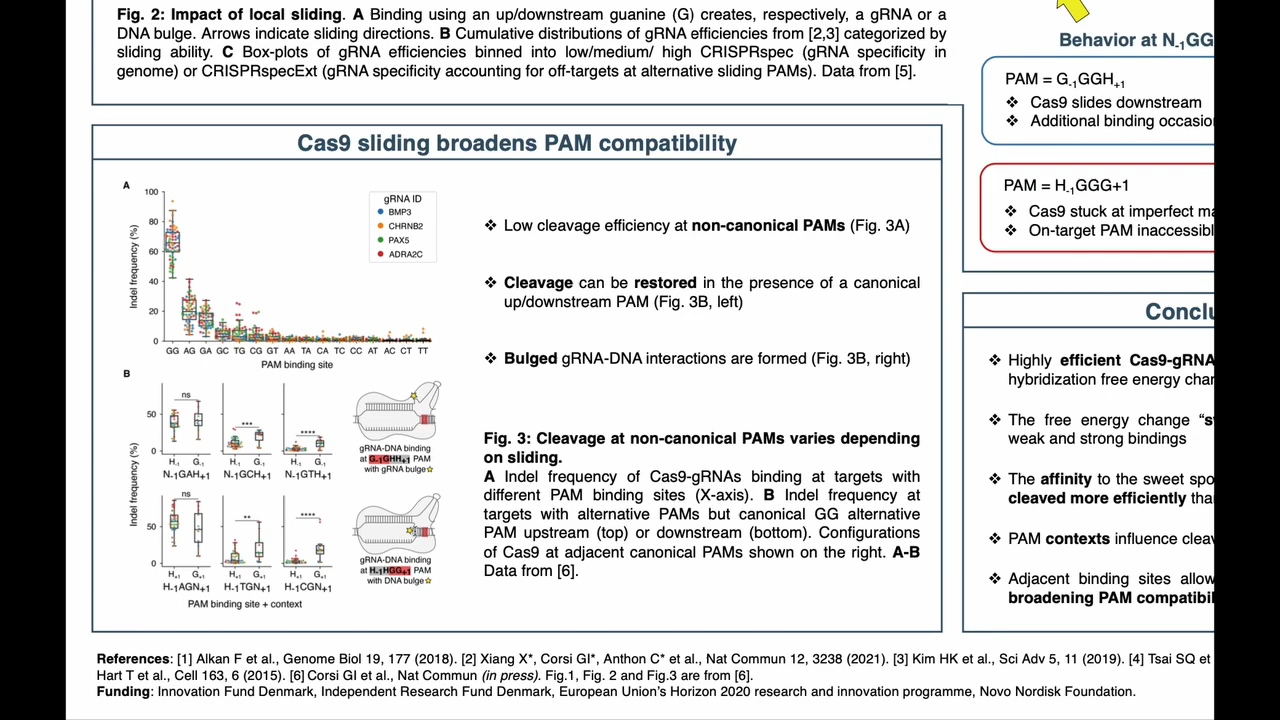 Fig. 2: Impact of local sliding. A Binding using an up/downstream guanine (G) creates, respectively, a gRNA or a
DNA bulge. Arrows indicate sliding directions. B Cumulative distributions of gRNA efficiencies from [2,3] categorized by
sliding ability. C Box-plots of gRNA efficiencies binned into low/medium/ high CRISPRspec (gRNA specificity in
genome) or CRISPRspecExt (gRNA specificity accounting for off-targets at alternative sliding PAMs). Data from [5].
Cas9 sliding broadens PAM compatibility
A
Indel frequency (%)
100
80
60
40
20
0
gRNA ID
BMP3
CHRNB2
PAX5
ADRA2C
GG AG GA GC TG CG GT AA TA CA TC CC AT AC CT TT
PAM binding site
B
Indel frequency (%)
50
0
ns
***
****
H-1 G-1 H-1 G-1 H-1 G-1
N-1GAH+1 N-1GCH+1 N-1GTH+1
gRNA-DNA binding
at G-1GHH+1 PAM
with gRNA bulge
Indel frequency (%)
50
0
ns
**
****
H+1 G+1 H+1 G+1 H+1 G+1
H-1AGN+1 H-1TGN+1 H-1CGN+1
gRNA-DNA binding
at H-1HGG+1 PAM
with DNA bulge
PAM binding site + context
❖ Low cleavage efficiency at non-canonical PAMs (Fig. 3A)
❖ Cleavage can be restored in the presence of a canonical
up/downstream PAM (Fig. 3B, left)
❖ Bulged gRNA-DNA interactions are formed (Fig. 3B, right)
Fig. 3: Cleavage at non-canonical PAMs varies depending
on sliding.
A Indel frequency of Cas9-gRNAs binding at targets with
different PAM binding sites (X-axis). B Indel frequency at
targets with alternative PAMs but canonical GG alternative
PAM upstream (top) or downstream (bottom). Configurations
of Cas9 at adjacent canonical PAMs shown on the right. A-B
Data from [6].
Behavior at N-1GG
PAM = G-1GGH+1
❖ Cas9 slides downstream
❖ Additional binding occasio
PAM = H-1GGG+1
❖ Cas9 stuck at imperfect ma
❖ On-target PAM inaccessibl
Conclu
❖ Highly efficient Cas9-gRNA
hybridization free energy chan
❖ The free energy change "s
weak and strong bindings
❖ The affinity to the sweet spo
cleaved more efficiently tha
❖ PAM contexts influence cleav
❖ Adjacent binding sites allow
broadening PAM compatibil
References: [1] Alkan F et al., Genome Biol 19, 177 (2018). [2] Xiang X*, Corsi GI*, Anthon C* et al., Nat Commun 12, 3238 (2021). [3] Kim HK et al., Sci Adv 5, 11 (2019). [4] Tsai SQ et
Hart T et al., Cell 163, 6 (2015). [6] Corsi GI et al., Nat Commun (in press). Fig.1, Fig. 2 and Fig.3 are from [6].
Funding: Innovation Fund Denmark, Independent Research Fund Denmark, European Union's Horizon 2020 research and innovation programme, Novo Nordisk Foundation.